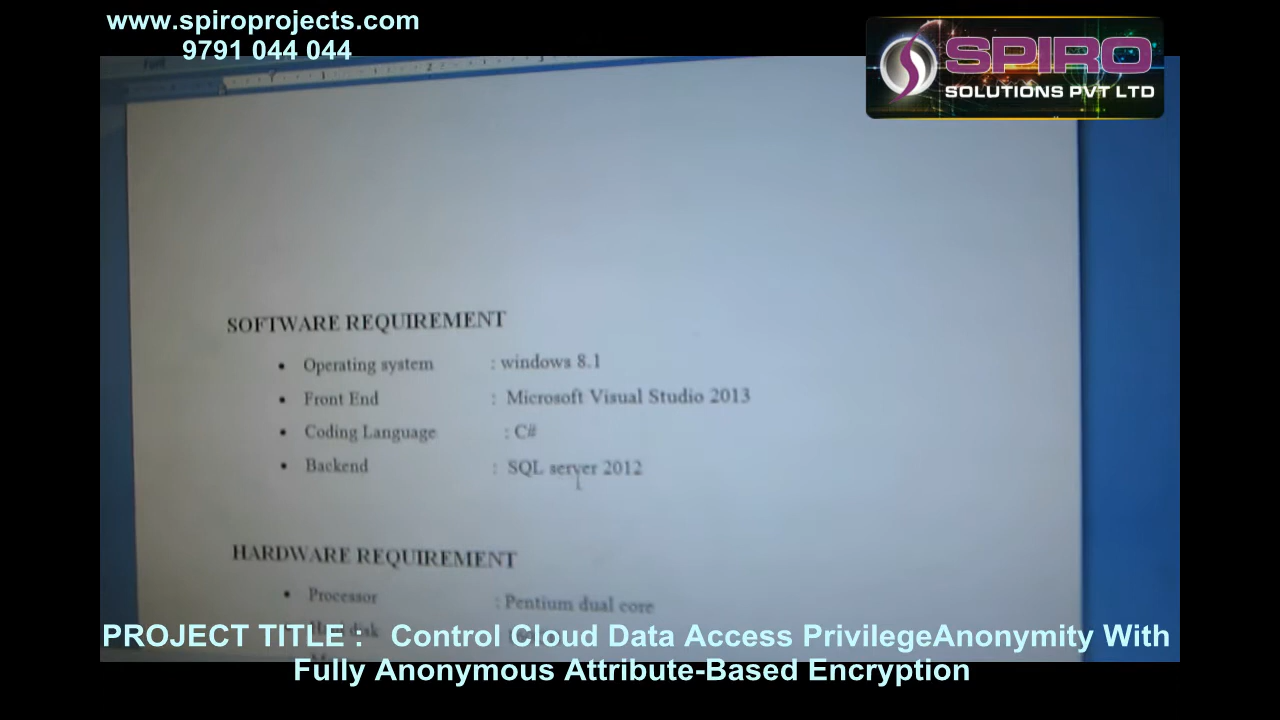 www.spiroprojects.com
9791 044 044
SPIRO
SOLUTIONS PVT LTD
SOFTWARE REQUIREMENT
• Operating system : windows 8.1
• Front End : Microsoft Visual Studio 2013
• Coding Language : C#
• Backend : SQL server 2012
HARDWARE REQUIREMENT
• Processor : Pentium dual core
PROJECT TITLE : Control Cloud Data Access PrivilegeAnonymity With
Fully Anonymous Attribute-Based Encryption